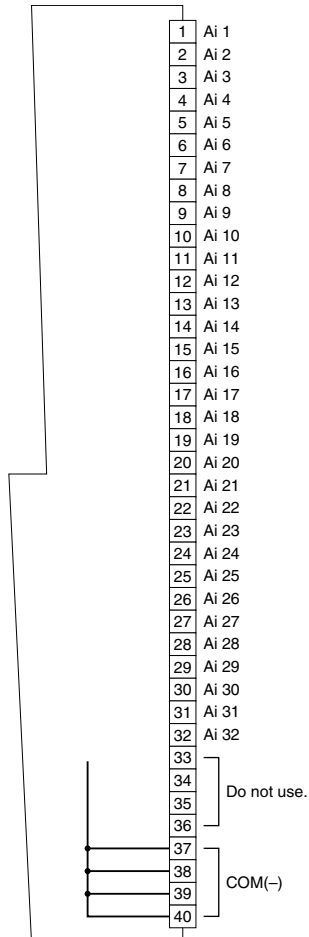 1 Ai 1
2 Ai 2
3 Ai 3
4 Ai 4
5 Ai 5
6 Ai 6
7 Ai 7
8 Ai 8
9 Ai 9
10 Ai 10
11 Ai 11
12 Ai 12
13 Ai 13
14 Ai 14
15 Ai 15
16 Ai 16
17 Ai 17
18 Ai 18
19 Ai 19
20 Ai 20
21 Ai 21
22 Ai 22
23 Ai 23
24 Ai 24
25 Ai 25
26 Ai 26
27 Ai 27
28 Ai 28
29 Ai 29
30 Ai 30
31 Ai 31
32 Ai 32
33
34
Do not use.
35
36
37
38
COM(–)
39
40